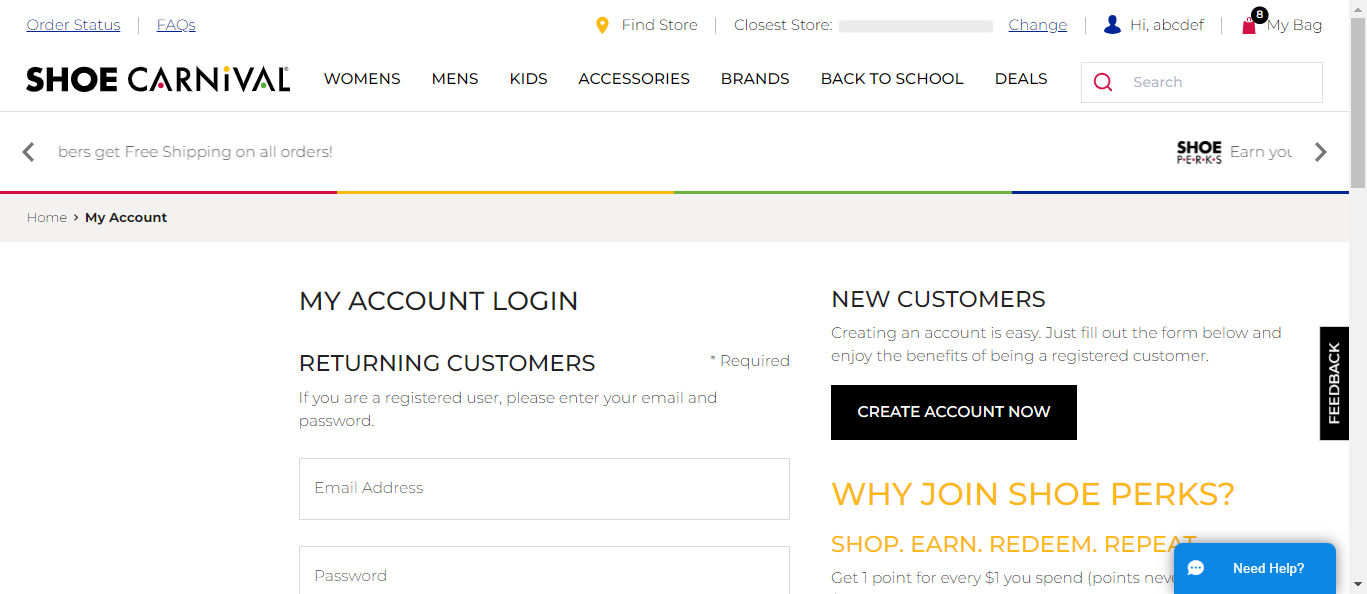 Order Status
FAQs
Find Store
Closest Store:
Change
Hi, abcdef
8
My Bag
SHOE CARNiVAL
WOMENS
MENS
KIDS
ACCESSORIES
BRANDS
BACK TO SCHOOL
DEALS
Search
bers get Free Shipping on all orders!
SHOE
P•E•R•K•S
Earn you
Home > My Account
MY ACCOUNT LOGIN
RETURNING CUSTOMERS
* Required
If you are a registered user, please enter your email and
password.
Email Address
Password
NEW CUSTOMERS
Creating an account is easy. Just fill out the form below and
enjoy the benefits of being a registered customer.
CREATE ACCOUNT NOW
WHY JOIN SHOE PERKS?
SHOP. EARN. REDEEM. REPEAT
Get 1 point for every $1 you spend (points neve
FEEDBACK
Need Help?